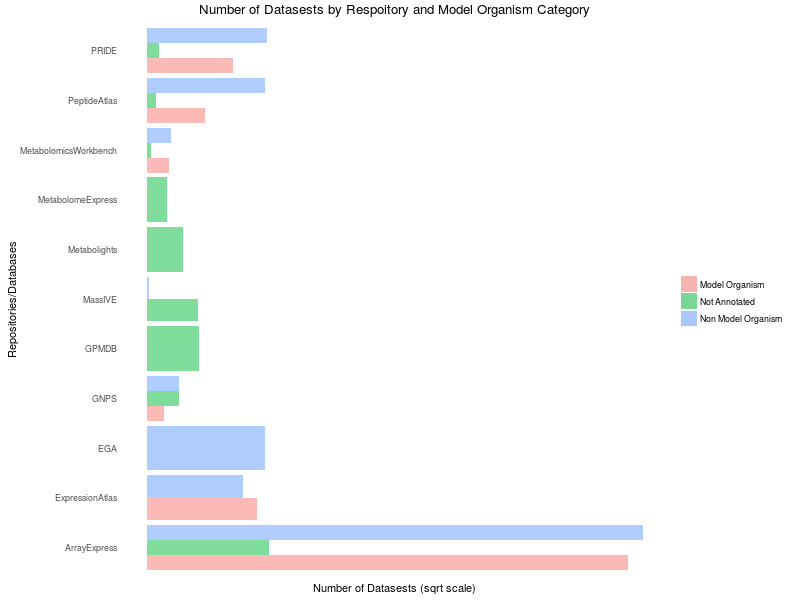 Number of Datasests by Respoitory and Model Organism Category
PRIDE
PeptideAtlas
MetabolomicsWorkbench
MetabolomeExpress
Metabolights
MassIVE
GPMDB
GNPS
EGA
ExpressionAtlas
ArrayExpress
Repositories/Databases
Number of Datasests (sqrt scale)
Model Organism
Not Annotated
Non Model Organism